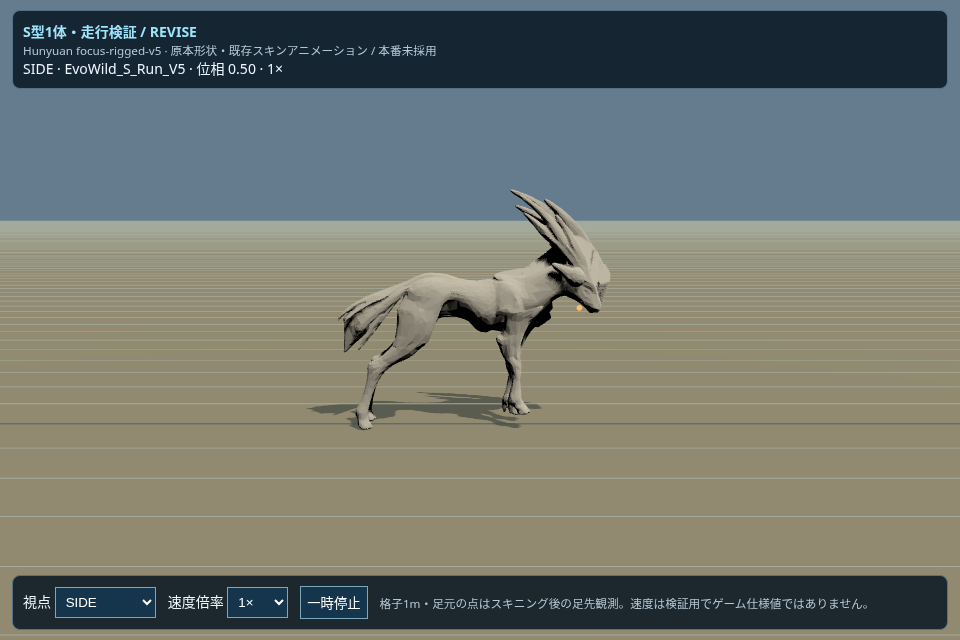 S型1体・走行検証 / REVISE
Hunyuan focus-rigged-v5 · 原本形状・既存スキンアニメーション / 本番未採用
SIDE · EvoWild_S_Run_V5 · 位相 0.50 · 1×
視点 SIDE 速度倍率 1× 一時停止 格子1m・足元の点はスキニング後の足先観測。速度は検証用でゲーム仕様値ではありません。